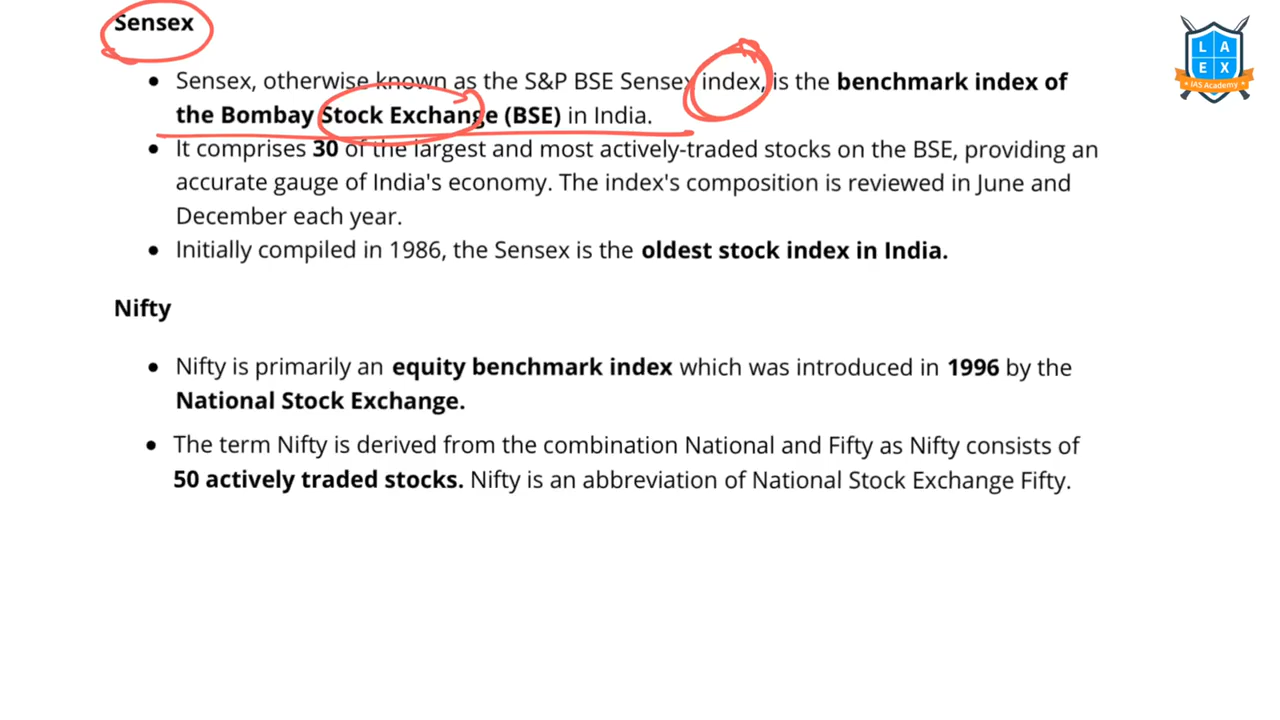 Sensex
• Sensex, otherwise known as the S&P BSE Sensex index, is the benchmark index of
the Bombay Stock Exchange (BSE) in India.
• It comprises 30 of the largest and most actively-traded stocks on the BSE, providing an
accurate gauge of India's economy. The index's composition is reviewed in June and
December each year.
• Initially compiled in 1986, the Sensex is the oldest stock index in India.
Nifty
• Nifty is primarily an equity benchmark index which was introduced in 1996 by the
National Stock Exchange.
• The term Nifty is derived from the combination National and Fifty as Nifty consists of
50 actively traded stocks. Nifty is an abbreviation of National Stock Exchange Fifty.
L A
E X
IAS Academy